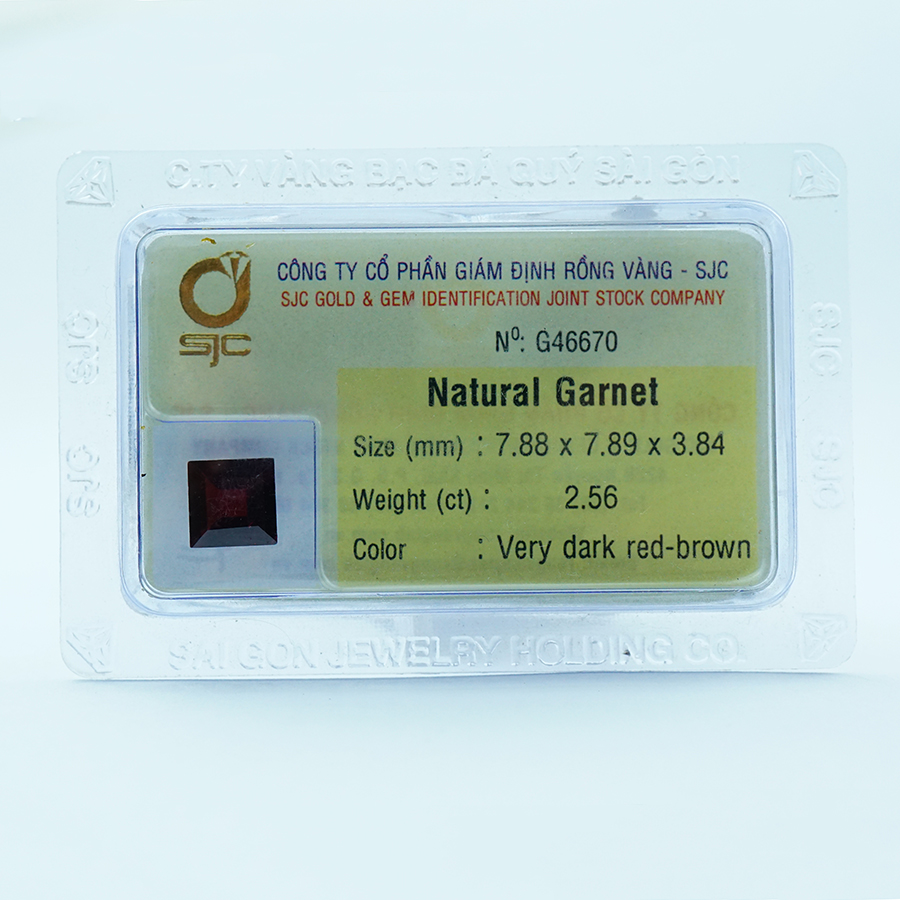 C.TY VÀNG BẠC ĐÁ QUÝ SÀI GÒN
CÔNG TY CỔ PHẦN GIÁM ĐỊNH RỒNG VÀNG - SJC
SJC GOLD & GEM IDENTIFICATION JOINT STOCK COMPANY
SJC
Nº: G46670
Natural Garnet
Size (mm) : 7.88 x 7.89 x 3.84
Weight (ct) : 2.56
Color : Very dark red-brown
SJC SJC
SJC SJC
SAI GON JEWELRY HOLDING CO.